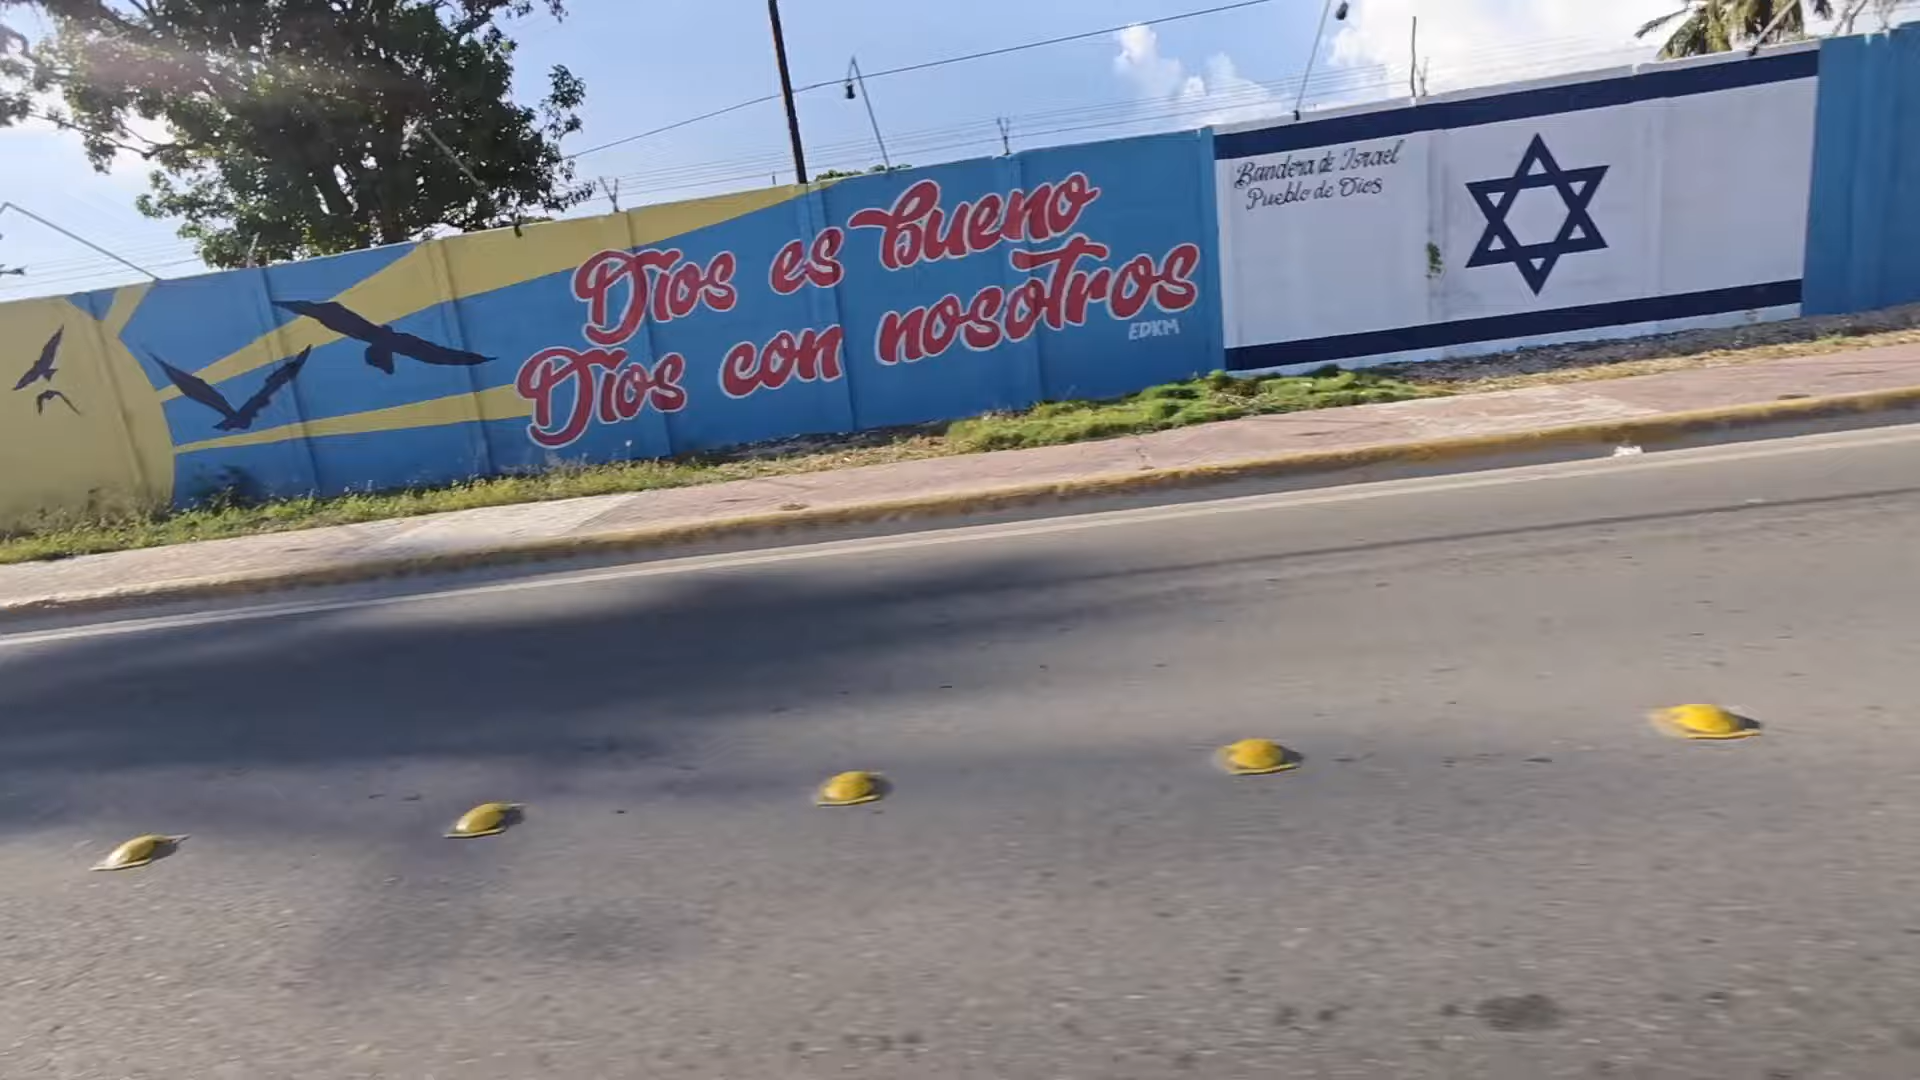 Dios es bueno
Dios con nosotros
EDKM
Bandera de Israel
Pueblo de Dios